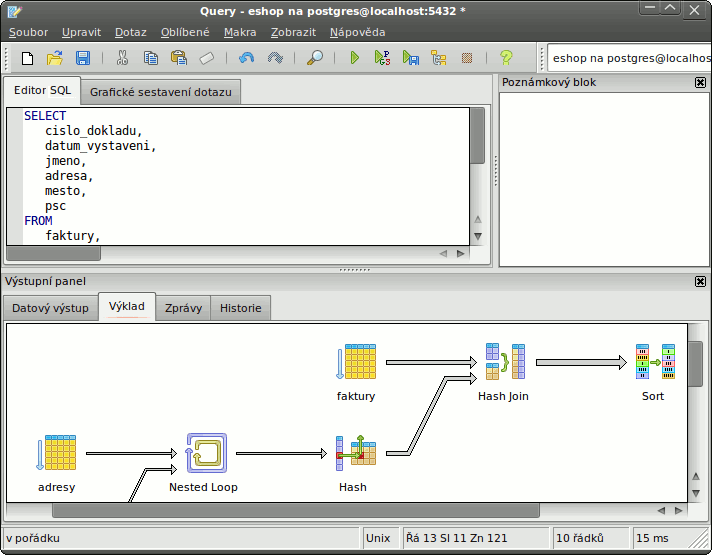 Query - eshop na postgres@localhost:5432 *
Soubor Upravit Dotaz Oblíbené Makra Zobrazit Nápověda
eshop na postgres@localhos
Editor SQL Grafické sestavení dotazu
Poznámkový blok
SELECT
cislo_dokladu,
datum_vystaveni,
jmeno,
adresa,
mesto,
psc
FROM
faktury,
Výstupní panel
Datový výstup Výklad Zprávy Historie
faktury Hash Join Sort
adresy Nested Loop Hash
v pořádku Unix Řá 13 Sl 11 Zn 121 10 řádků 15 ms